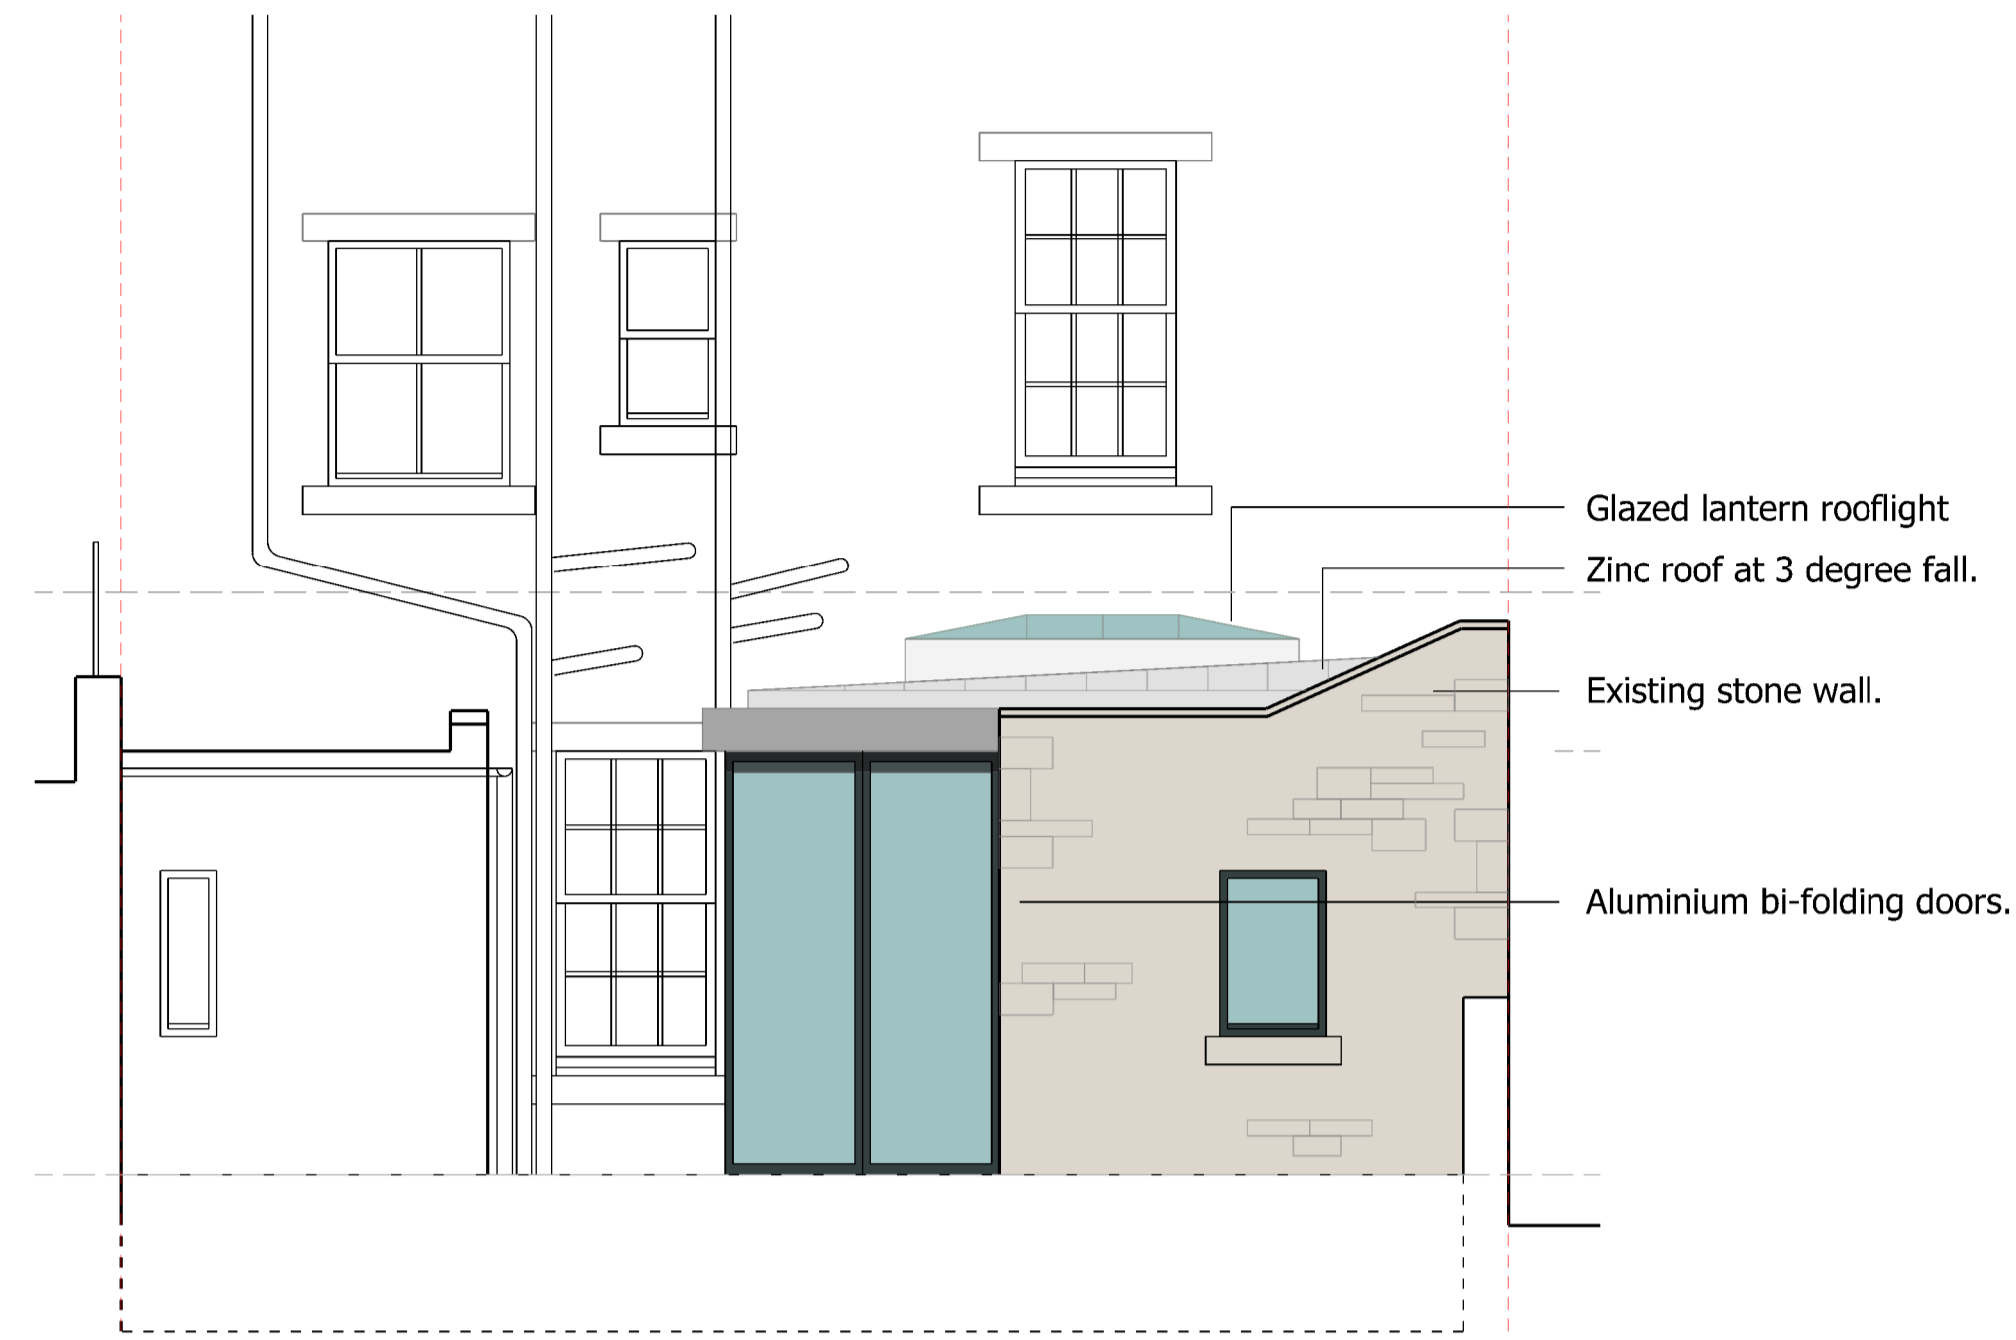 Glazed lantern rooflight
Zinc roof at 3 degree fall.
Existing stone wall.
Aluminium bi-folding doors.